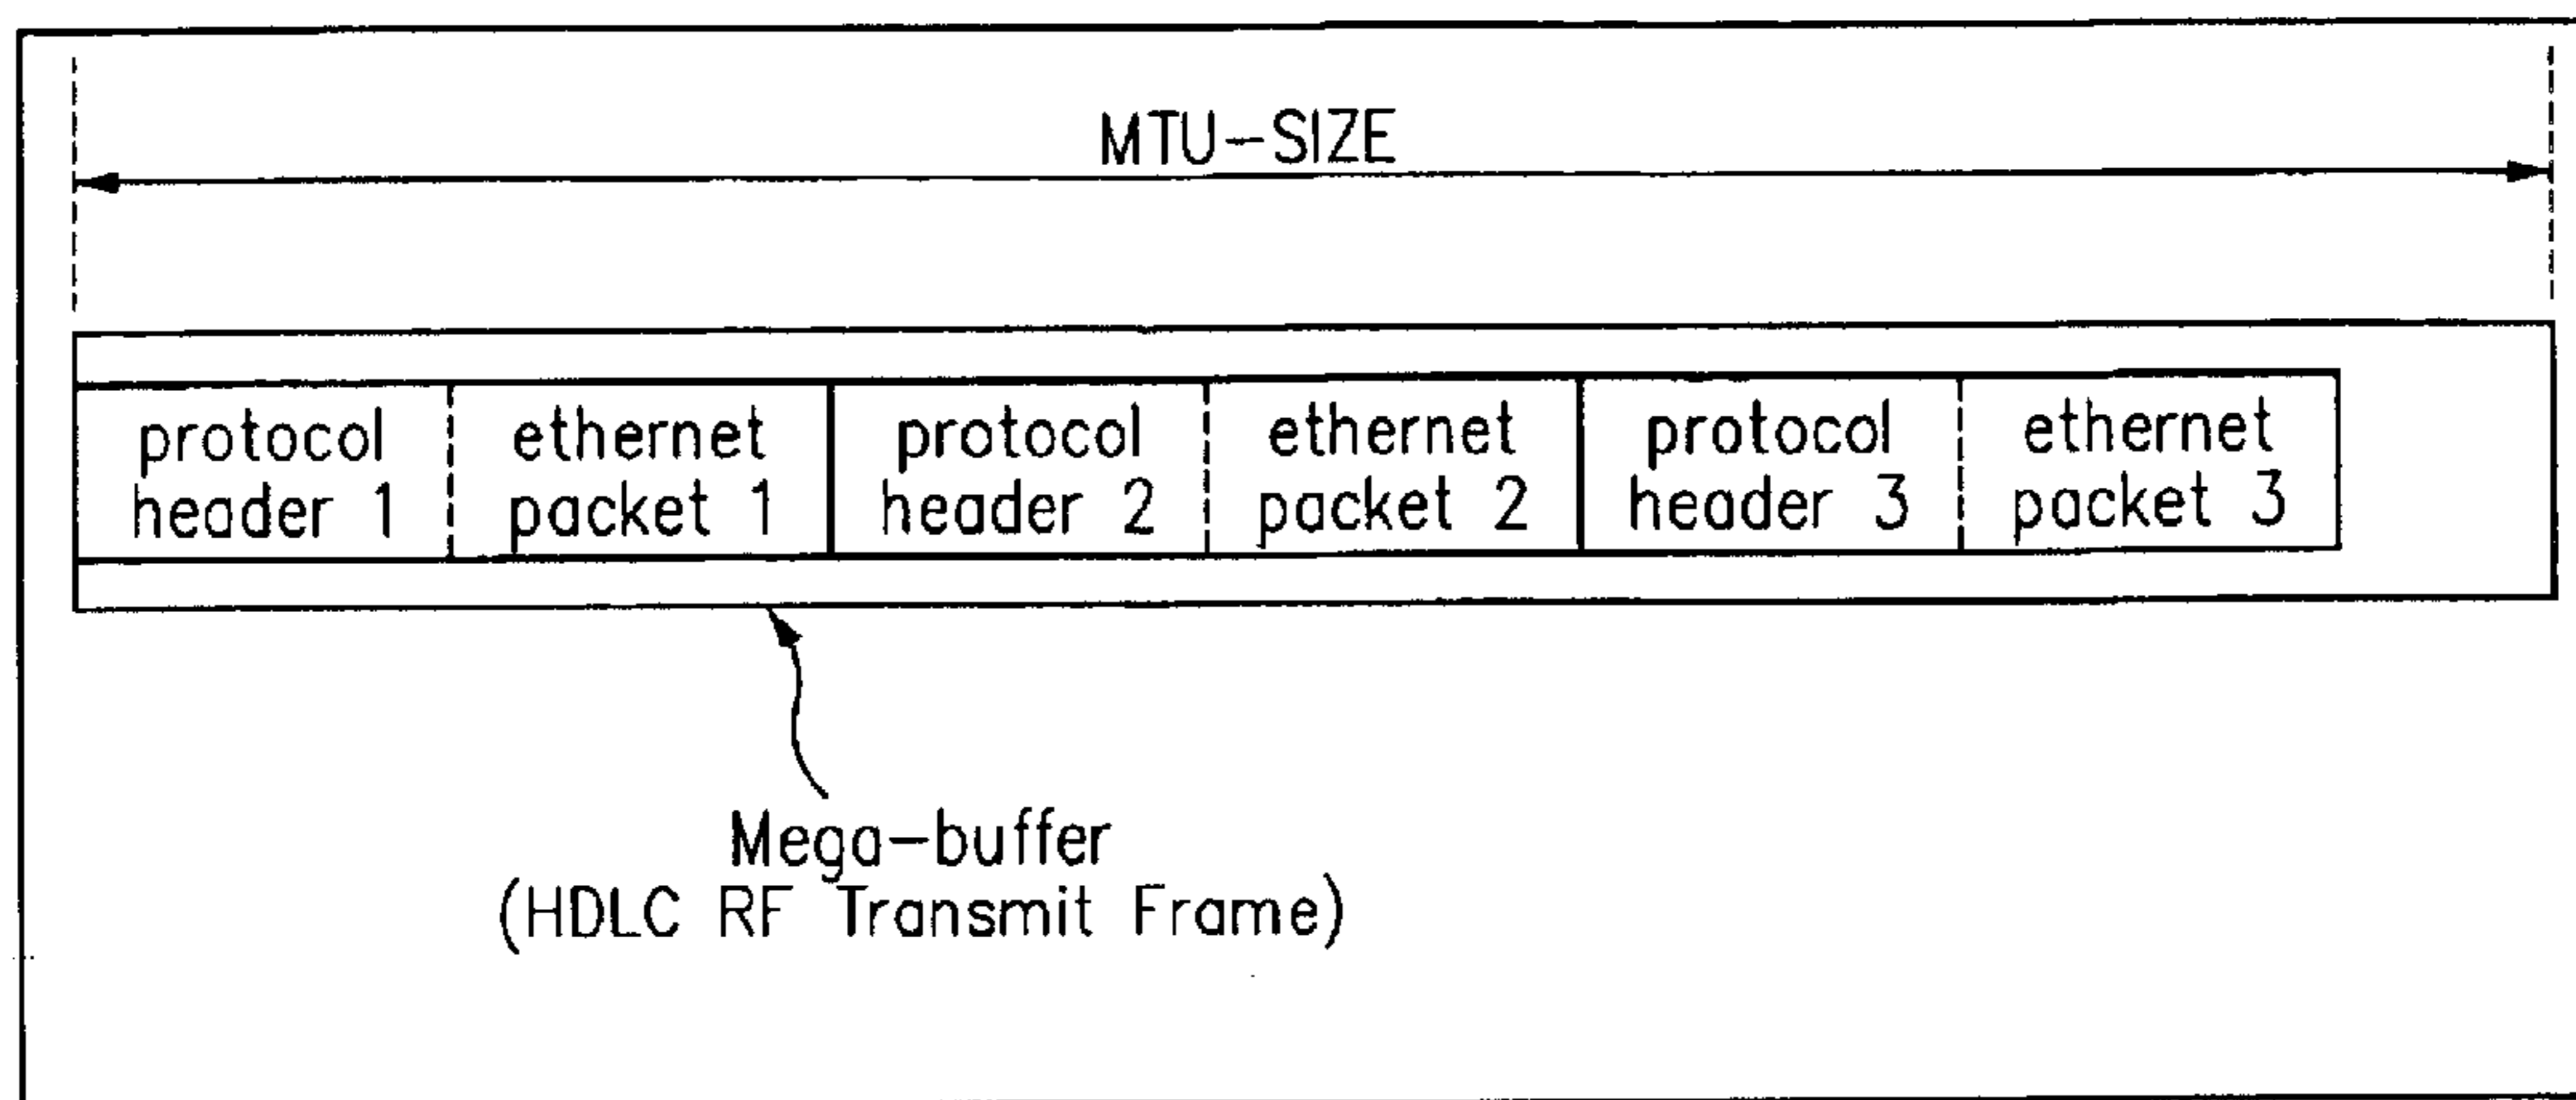 MTU-SIZE
protocol header 1
ethernet packet 1
protocol header 2
ethernet packet 2
protocol header 3
ethernet packet 3
Mega-buffer
(HDLC RF Transmit Frame)